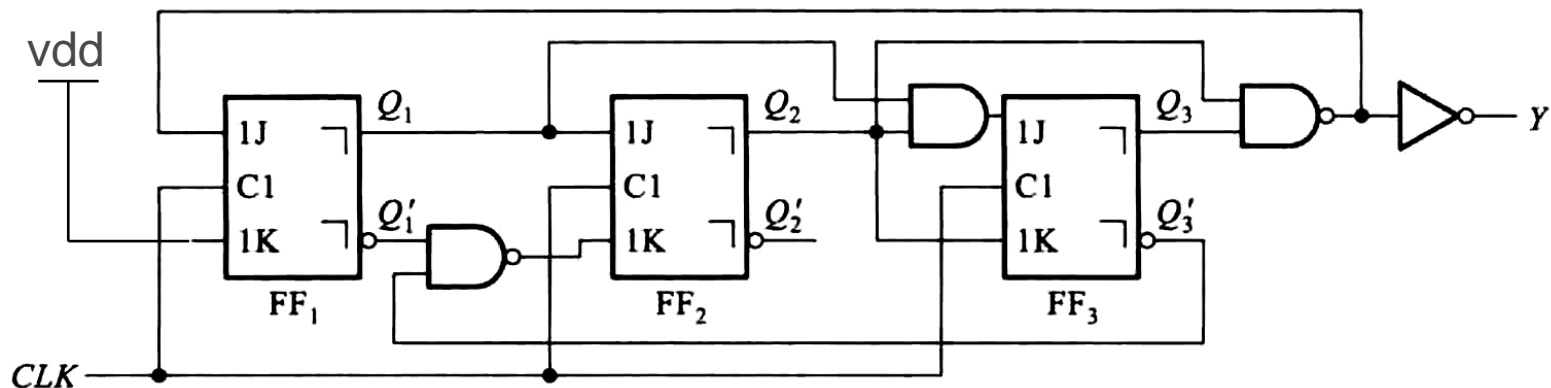 vdd
Q₁ Q₂ Q₃
1J 1J 1J Y
C1 C1 C1
Q₁′ Q₂′ Q₃′
1K 1K 1K
FF₁ FF₂ FF₃
CLK